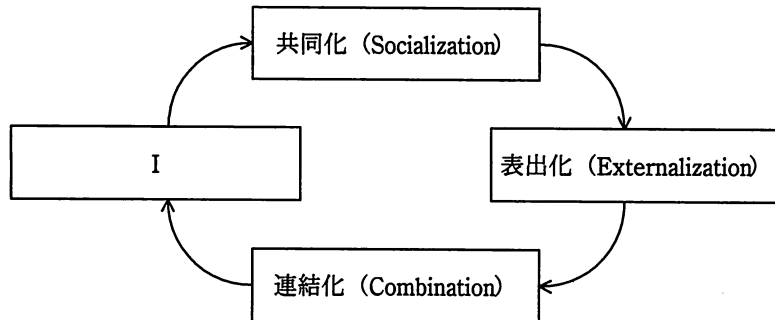 共同化(Socialization)
I
表出化(Externalization)
連結化(Combination)